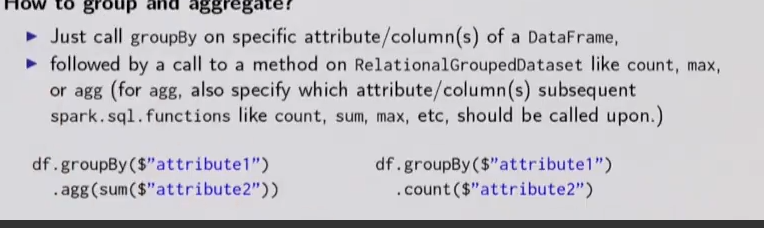 How to group and aggregate?
▶ Just call groupBy on specific attribute/column(s) of a DataFrame,
▶ followed by a call to a method on RelationalGroupedDataset like count, max,
or agg (for agg, also specify which attribute/column(s) subsequent
spark.sql.functions like count, sum, max, etc, should be called upon.)
df.groupBy($"attribute1")
.agg(sum($"attribute2"))
df.groupBy($"attribute1")
.count($"attribute2")